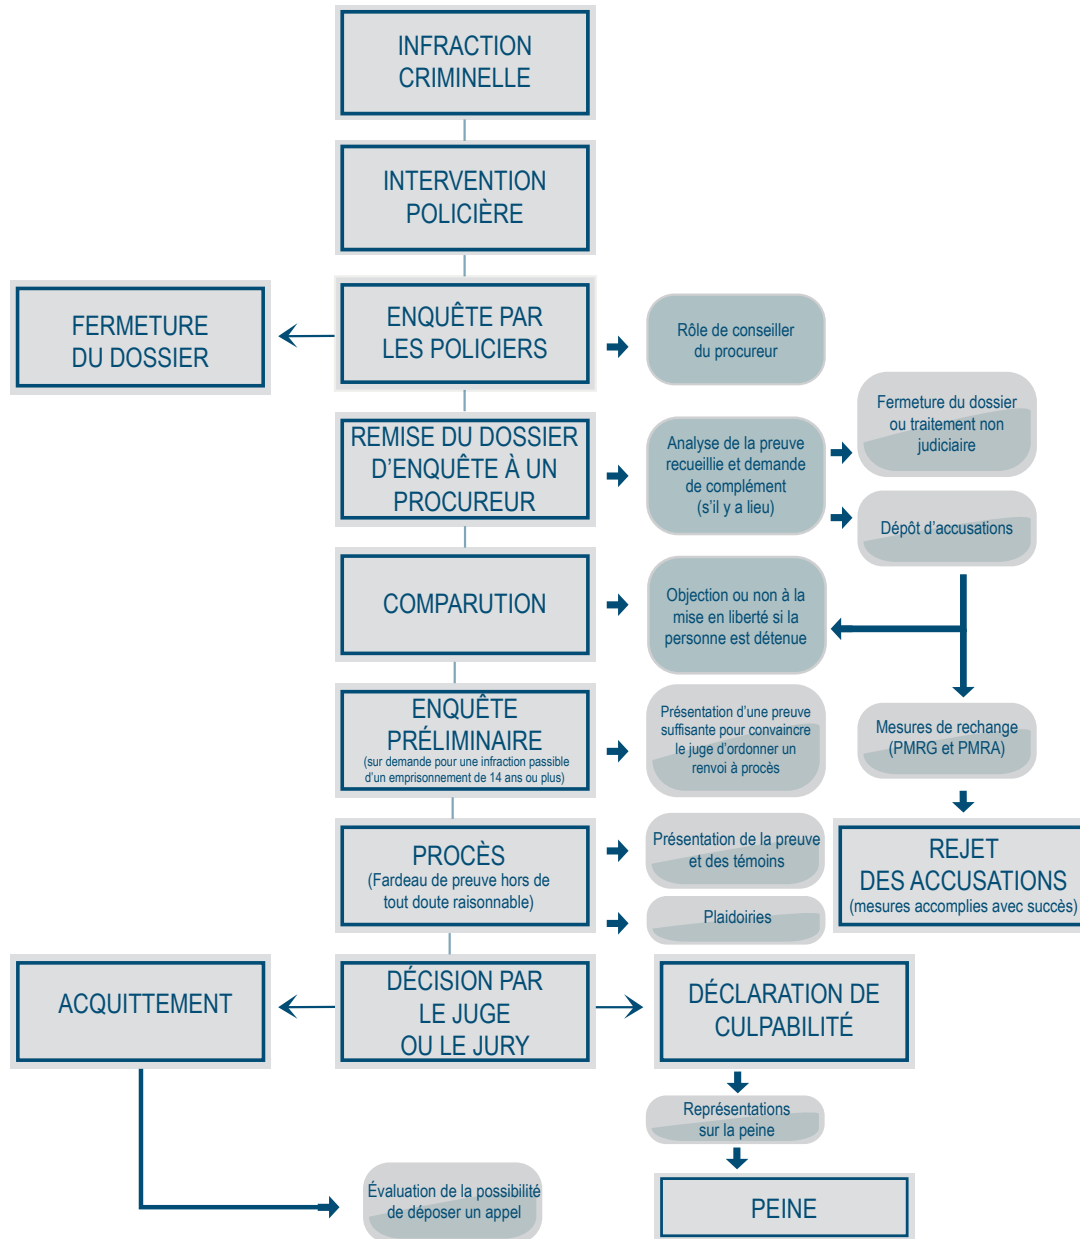 INFRACTION
CRIMINELLE
INTERVENTION
POLICIÈRE
FERMETURE
DU DOSSIER
ENQUÊTE PAR
LES POLICIERS
Rôle de conseiller
du procureur
REMISE DU DOSSIER
D’ENQUÊTE À UN
PROCUREUR
Analyse de la preuve
recueillie et demande
de complément
(s’il y a lieu)
Fermeture du dossier
ou traitement non
judiciaire
Dépôt d’accusations
COMPARUTION
Objection ou non à la
mise en liberté si la
personne est détenue
ENQUÊTE
PRÉLIMINAIRE
(sur demande pour une infraction passible
d’un emprisonnement de 14 ans ou plus)
Présentation d’une preuve
suffisante pour convaincre
le juge d’ordonner un
renvoi à procès
Mesures de rechange
(PMRG et PMRA)
PROCÈS
(Fardeau de preuve hors de
tout doute raisonnable)
Présentation de la preuve
et des témoins
Plaidoiries
REJET
DES ACCUSATIONS
(mesures accomplies avec succès)
ACQUITTEMENT
DÉCISION PAR
LE JUGE
OU LE JURY
DÉCLARATION DE
CULPABILITÉ
Représentations
sur la peine
Évaluation de la possibilité
de déposer un appel
PEINE